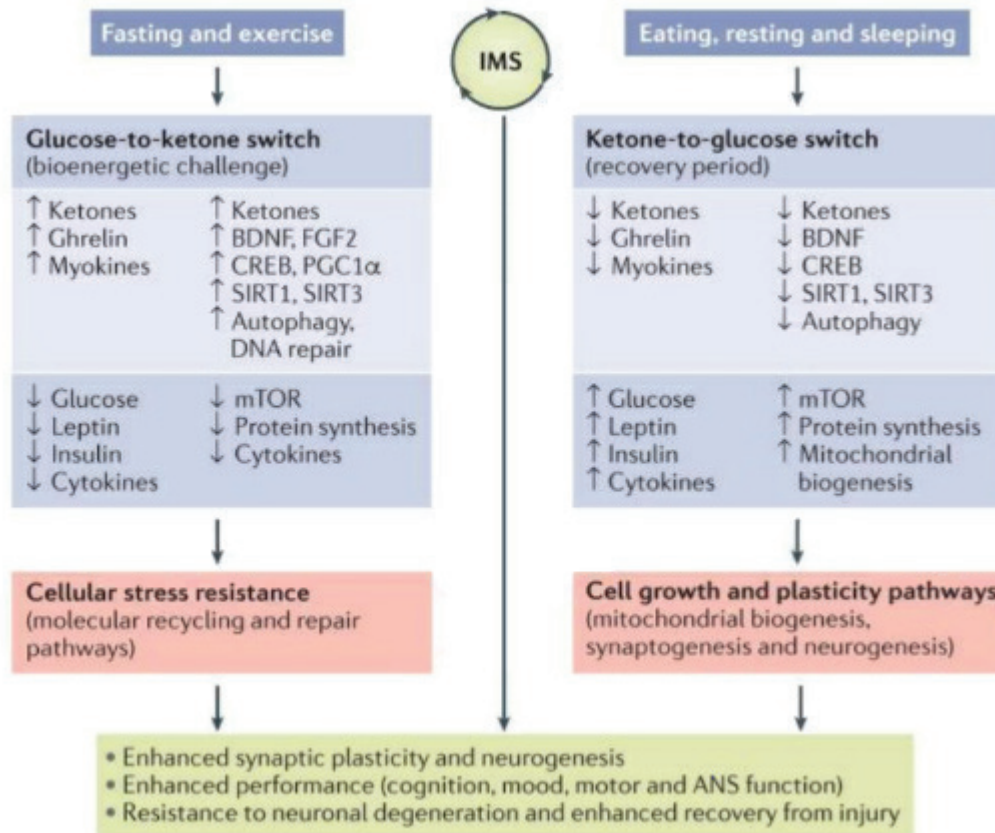 Fasting and exercise
IMS
Eating, resting and sleeping
Glucose-to-ketone switch
(bioenergetic challenge)
↑ Ketones
↑ Ghrelin
↑ Myokines
↑ Ketones
↑ BDNF, FGF2
↑ CREB, PGC1α
↑ SIRT1, SIRT3
↑ Autophagy,
DNA repair
↓ Glucose
↓ Leptin
↓ Insulin
↓ Cytokines
↓ mTOR
↓ Protein synthesis
↓ Cytokines
Cellular stress resistance
(molecular recycling and repair
pathways)
Ketone-to-glucose switch
(recovery period)
↓ Ketones
↓ Ghrelin
↓ Myokines
↓ Ketones
↓ BDNF
↓ CREB
↓ SIRT1, SIRT3
↓ Autophagy
↑ Glucose
↑ Leptin
↑ Insulin
↑ Cytokines
↑ mTOR
↑ Protein synthesis
↑ Mitochondrial
biogenesis
Cell growth and plasticity pathways
(mitochondrial biogenesis,
synaptogenesis and neurogenesis)
• Enhanced synaptic plasticity and neurogenesis
• Enhanced performance (cognition, mood, motor and ANS function)
• Resistance to neuronal degeneration and enhanced recovery from injury